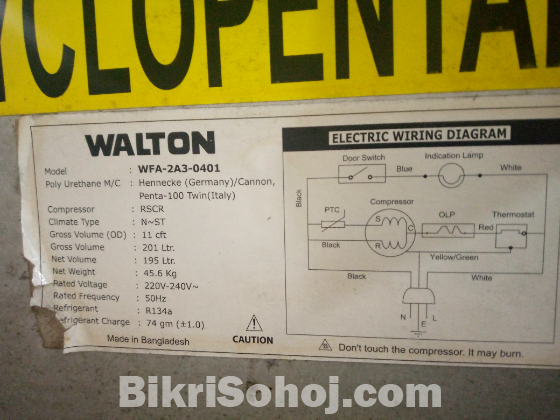 YCLOPENTA
WALTON
Model : WFA-2A3-0401
Poly Urethane M/C : Hennecke (Germany)/Cannon,
Penta-100 Twin(Italy)
Compressor : RSCR
Climate Type : N~ST
Gross Volume (OD) : 11 cft
Gross Volume : 201 Ltr.
Net Volume : 195 Ltr.
Net Weight : 45.6 Kg
Rated Voltage : 220V-240V~
Rated Frequency : 50Hz
Refrigerant : R134a
efrigerant Charge : 74 gm (±1.0)
Made in Bangladesh
CAUTION
ELECTRIC WIRING DIAGRAM
Door Switch
Indication Lamp
Blue
White
Black
PTC
Compressor
S
C
R
OLP
Red
Thermostat
Black
Yellow/Green
Black
White
N
E
L
Don't touch the compressor. It may burn.
BikriSohoj.com